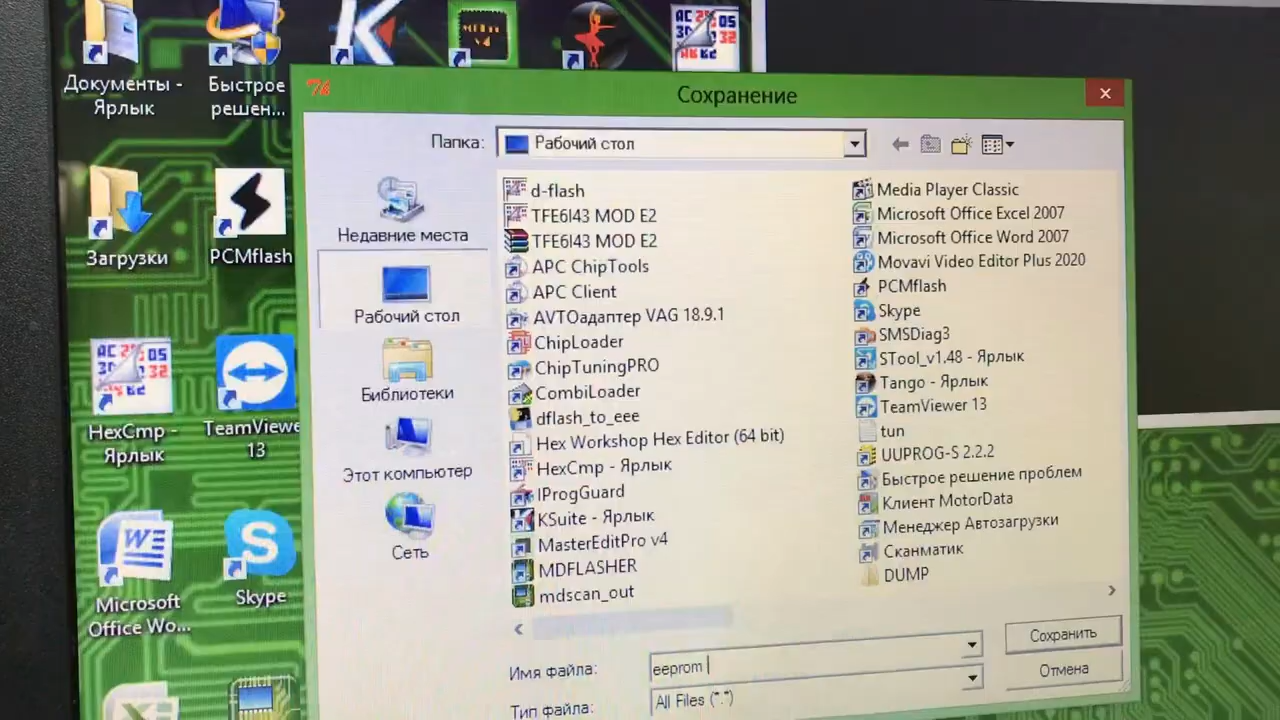 Документы -
Ярлык
Быстрое
решен...
Загрузки
PCMflash
HexCmp -
Ярлык
TeamViewer
13
Microsoft
Office Wo...
Skype
Сохранение
Папка:
Рабочий стол
Недавние места
Рабочий стол
Библиотеки
Этот компьютер
Сеть
d-flash
TFE6I43 MOD E2
TFE6I43 MOD E2
APC ChipTools
APC Client
AVTOадаптер VAG 18.9.1
ChipLoader
ChipTuningPRO
CombiLoader
dflash_to_eee
Hex Workshop Hex Editor (64 bit)
HexCmp - Ярлык
IProgGuard
KSuite - Ярлык
MasterEditPro v4
MDFLASHER
mdscan_out
Media Player Classic
Microsoft Office Excel 2007
Microsoft Office Word 2007
Movavi Video Editor Plus 2020
PCMflash
Skype
SMSDiag3
STool_v1.48 - Ярлык
Tango - Ярлык
TeamViewer 13
tun
UUPROG-S 2.2.2
Быстрое решение проблем
Клиент MotorData
Менеджер Автозагрузки
Сканматик
DUMP
Имя файла:
eeprom
Сохранить
Тип файла:
All Files (*.*)
Отмена